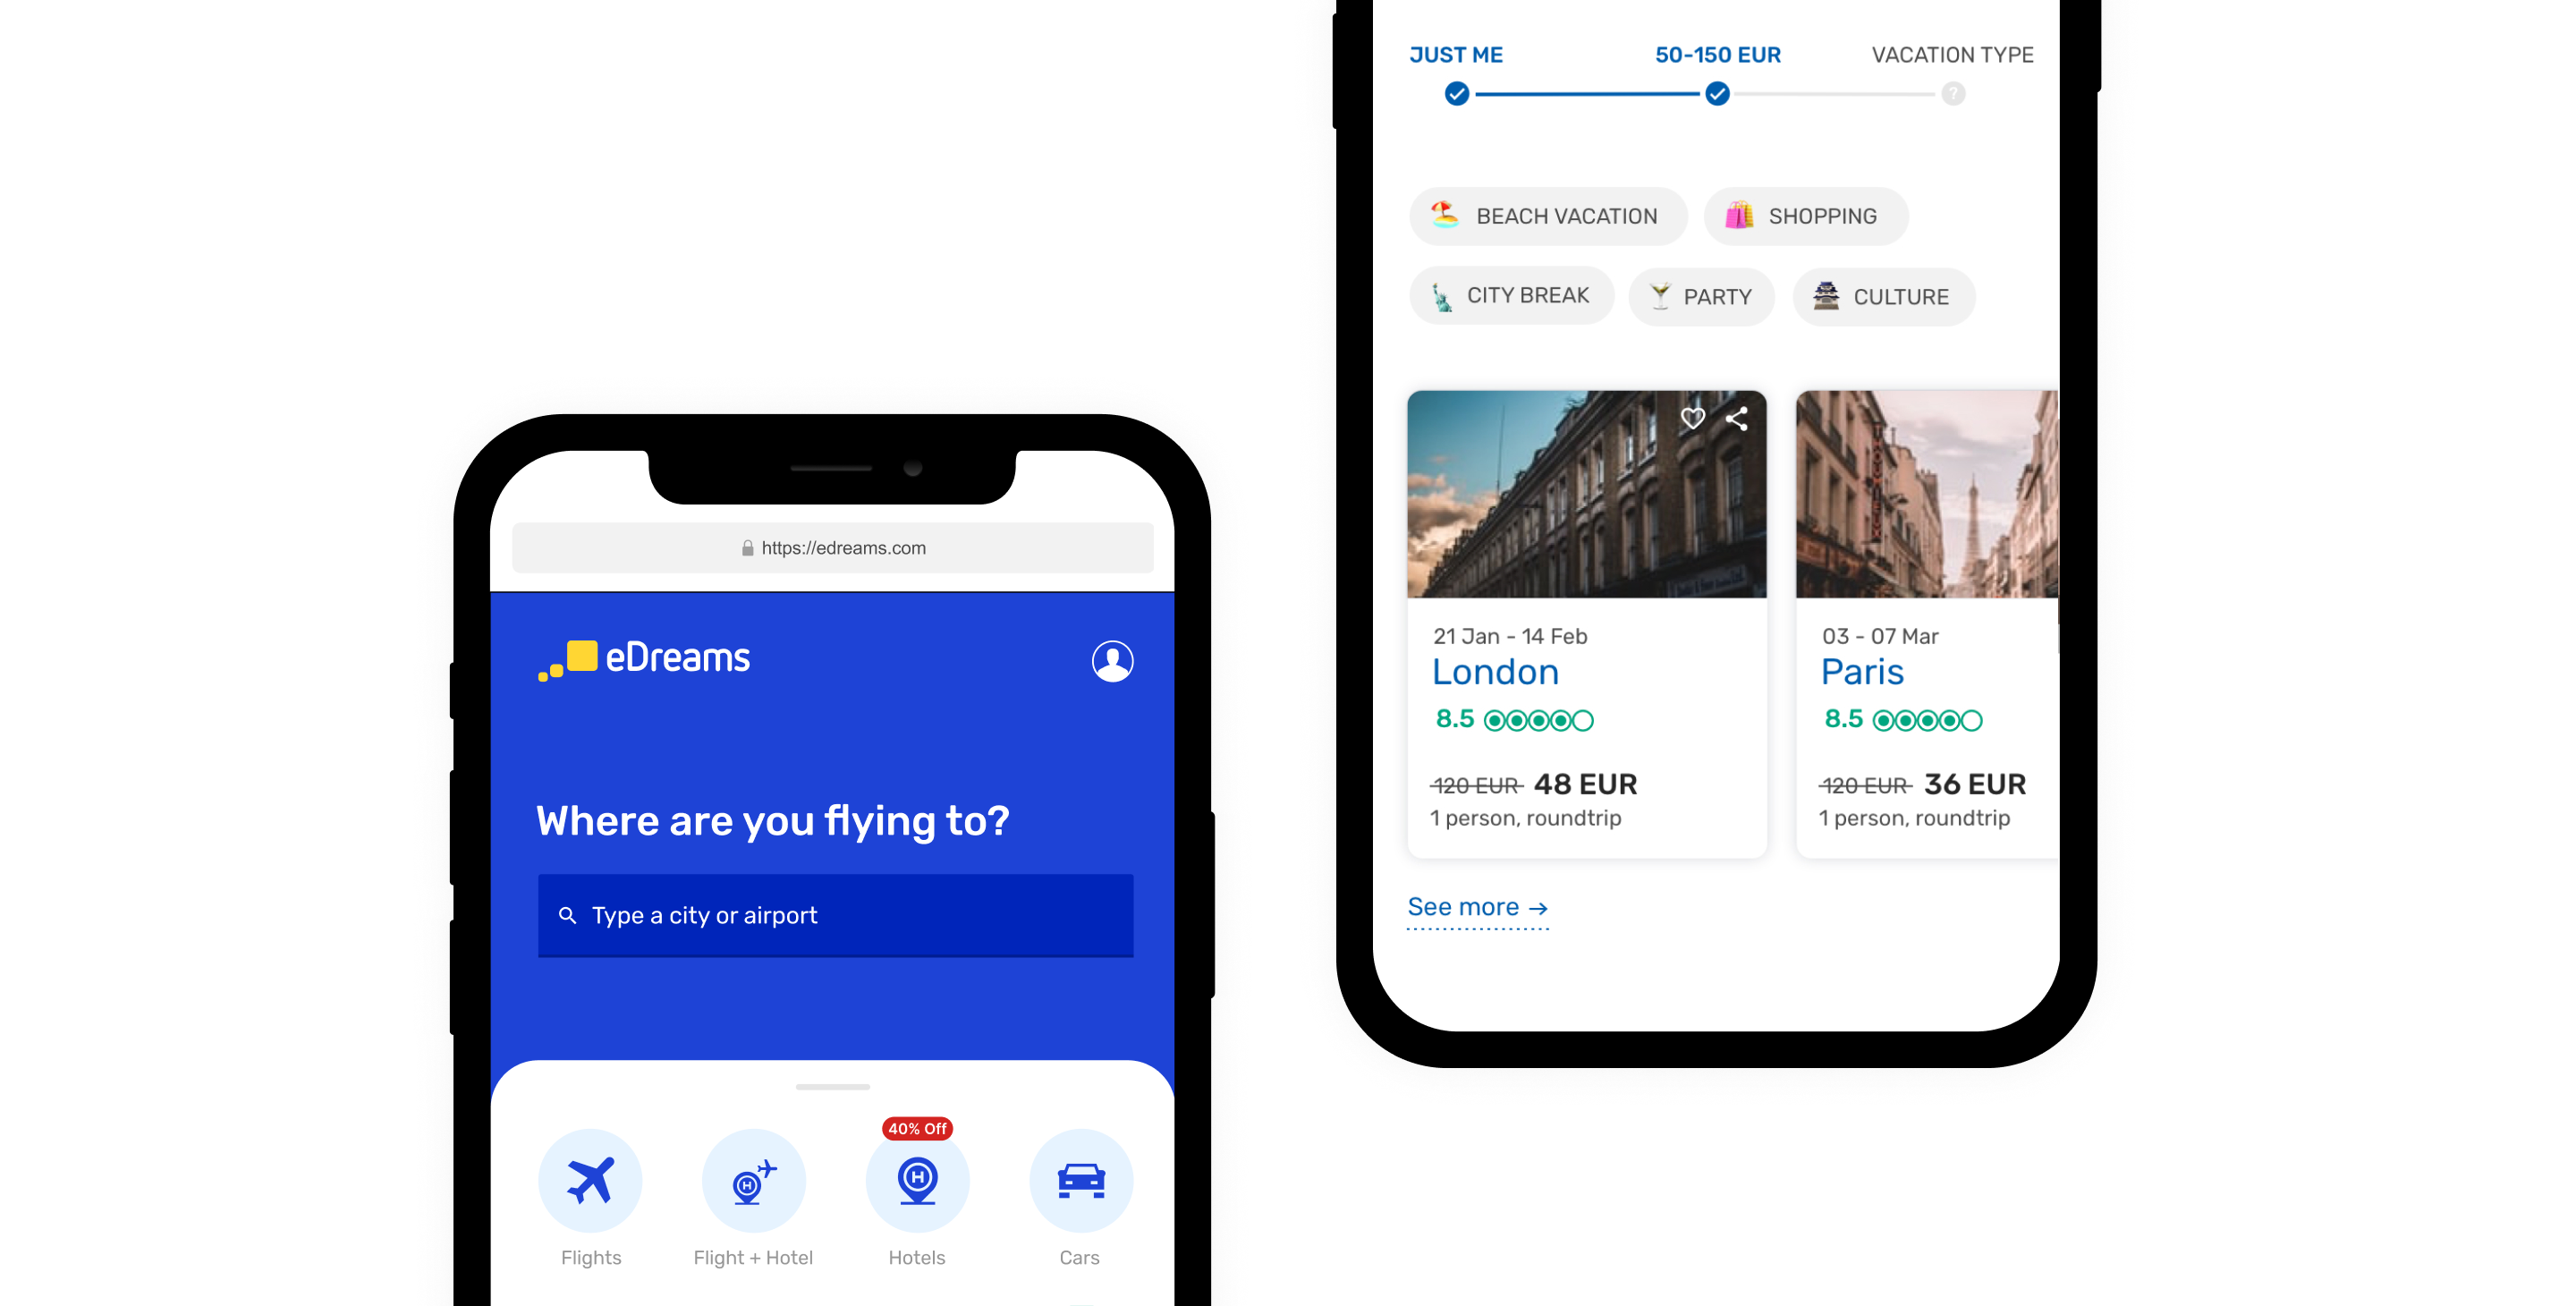 https://edreams.com
eDreams
Where are you flying to?
Type a city or airport
40% Off
Flights
Flight + Hotel
Hotels
Cars
JUST ME
50-150 EUR
VACATION TYPE
?
BEACH VACATION
SHOPPING
CITY BREAK
PARTY
CULTURE
21 Jan - 14 Feb
London
8.5
120 EUR 48 EUR
1 person, roundtrip
03 - 07 Mar
Paris
8.5
120 EUR 36 EUR
1 person, roundtrip
See more →